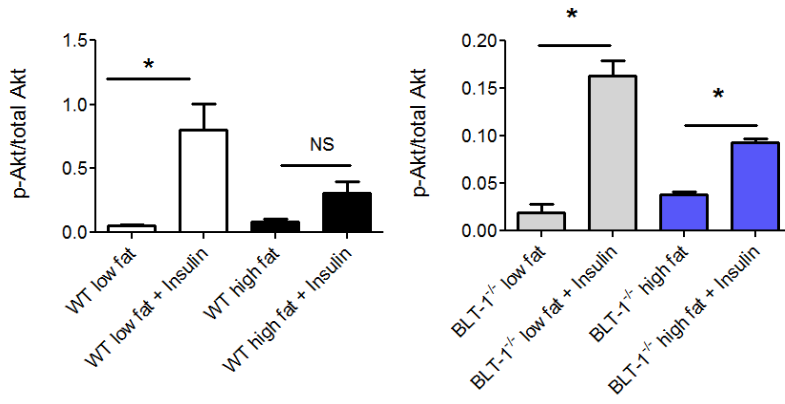 p-Akt/total Akt
1.5
1.0
0.5
0.0
*
NS
WT low fat
WT low fat + Insulin
WT high fat
WT high fat + Insulin
p-Akt/total Akt
0.20
0.15
0.10
0.05
0.00
*
*
BLT-1⁻/⁻ low fat
BLT-1⁻/⁻ low fat + Insulin
BLT-1⁻/⁻ high fat
BLT-1⁻/⁻ high fat + Insulin